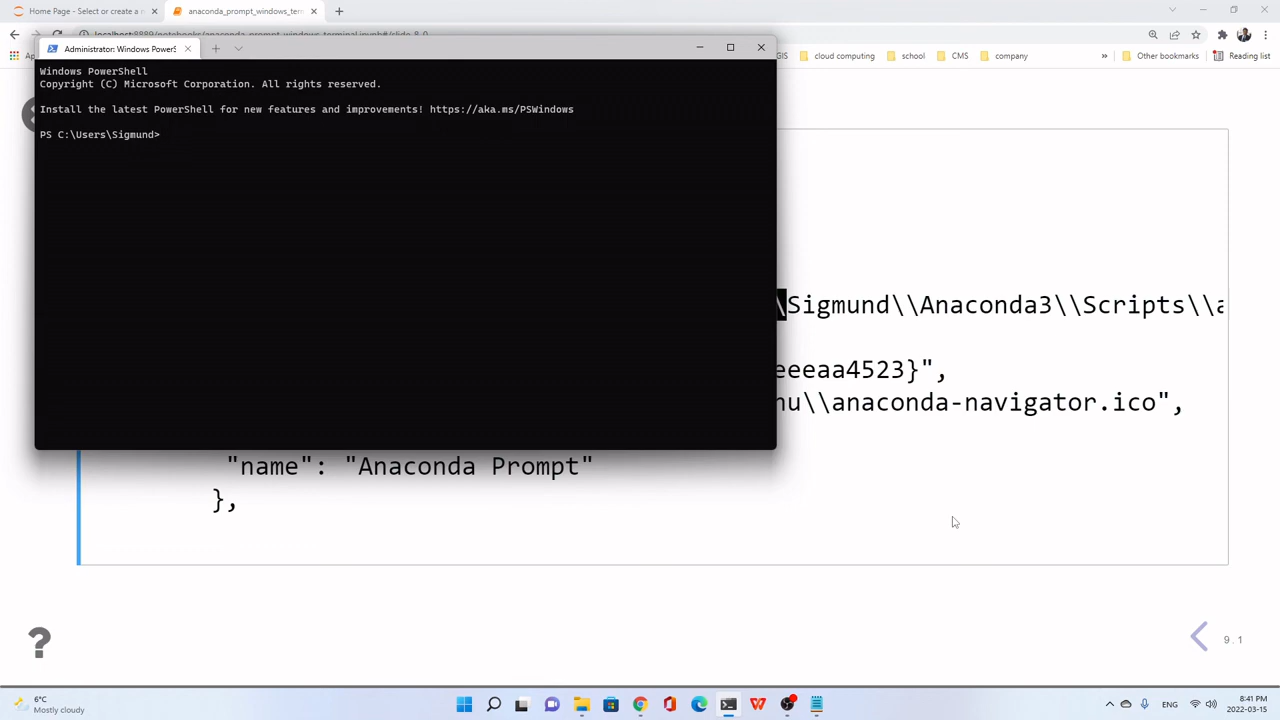 Home Page - Select or create a n
anaconda_prompt_windows_termi
cloud computing
school
CMS
company
»
Other bookmarks
Reading list
Administrator: Windows PowerS
Windows PowerShell
Copyright (C) Microsoft Corporation. All rights reserved.
Install the latest PowerShell for new features and improvements! https://aka.ms/PSWindows
PS C:\Users\Sigmund>
Sigmund\\Anaconda3\\Scripts\\a
eeeaa4523}",
nu\\anaconda-navigator.ico",
"name": "Anaconda Prompt"
},
?
9.1
6°C
Mostly cloudy
ENG
8:41 PM
2022-03-15